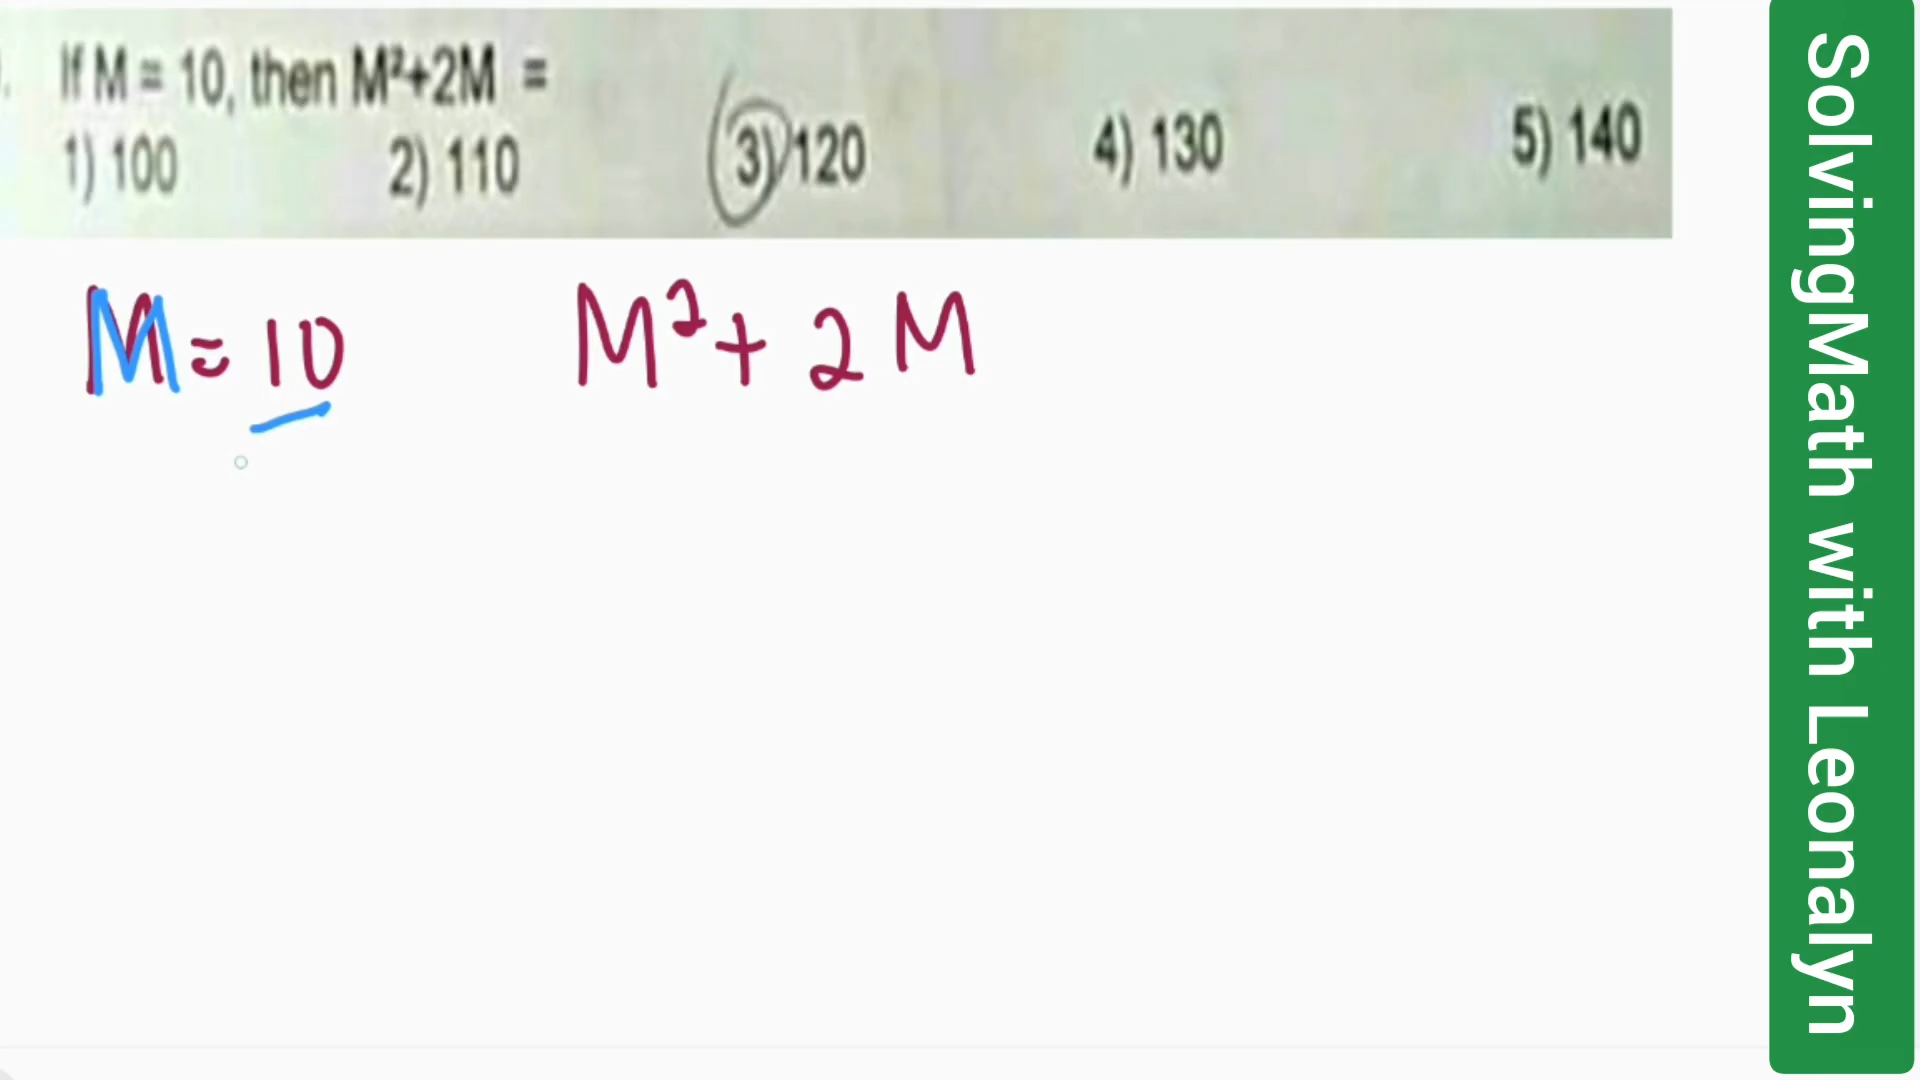 If M = 10, then M²+2M =
1) 100 2) 110 3) 120 4) 130 5) 140
M = 10 M² + 2M
SolvingMath with Leonalyn